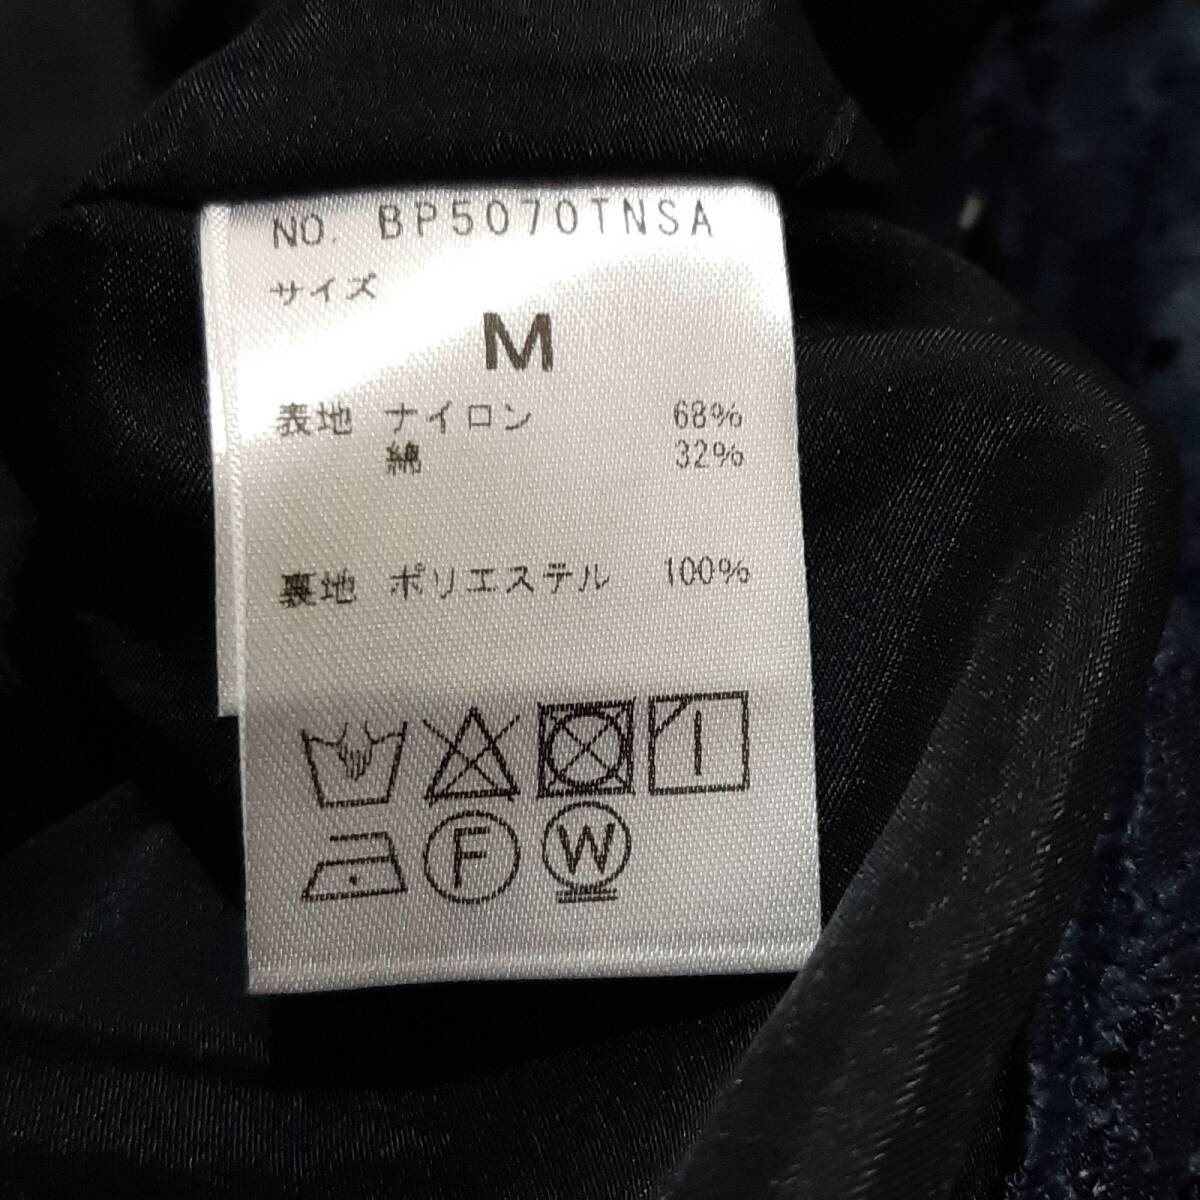 NO. BP5070TNSA
サイズ
M
表地 ナイロン 68%
綿 32%
裏地 ポリエステル 100%
F W